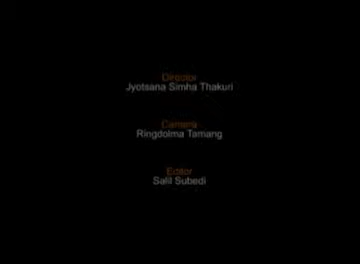 Director
Jyotsana Simha Thakuri
Camera
Ringdolma Tamang
Editor
Salil Subedi